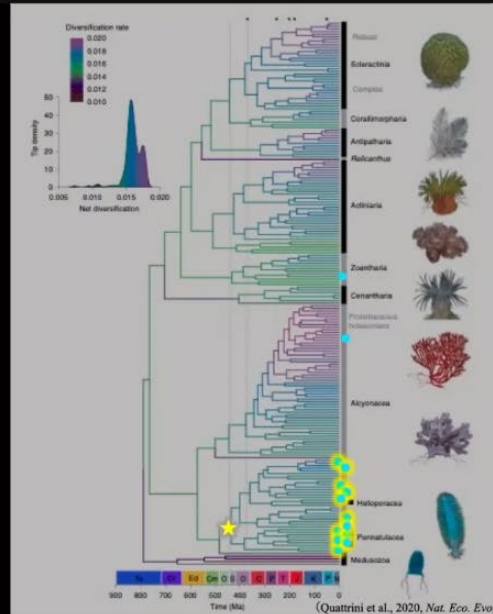 Diversification rate
0.020
0.018
0.016
0.014
0.012
0.010
50
40
30
20
10
0
Tip density
0.005
0.010
0.015
0.020
Net diversification
Robust
Scleractinia
Complex
Corallimorpharia
Antipatharia
Relicanthus
Actiniaria
Zoantharia
Ceriantharia
Alcyonacea
Helioporacea
Pennatulacea
Medusozoa
Cr
Ed
Cm
O
S
D
C
P
T
J
K
P
N
900
800
700
600
500
400
300
200
100
0
Time (Ma)
(Quattrini et al., 2020, Nat. Eco. Evo